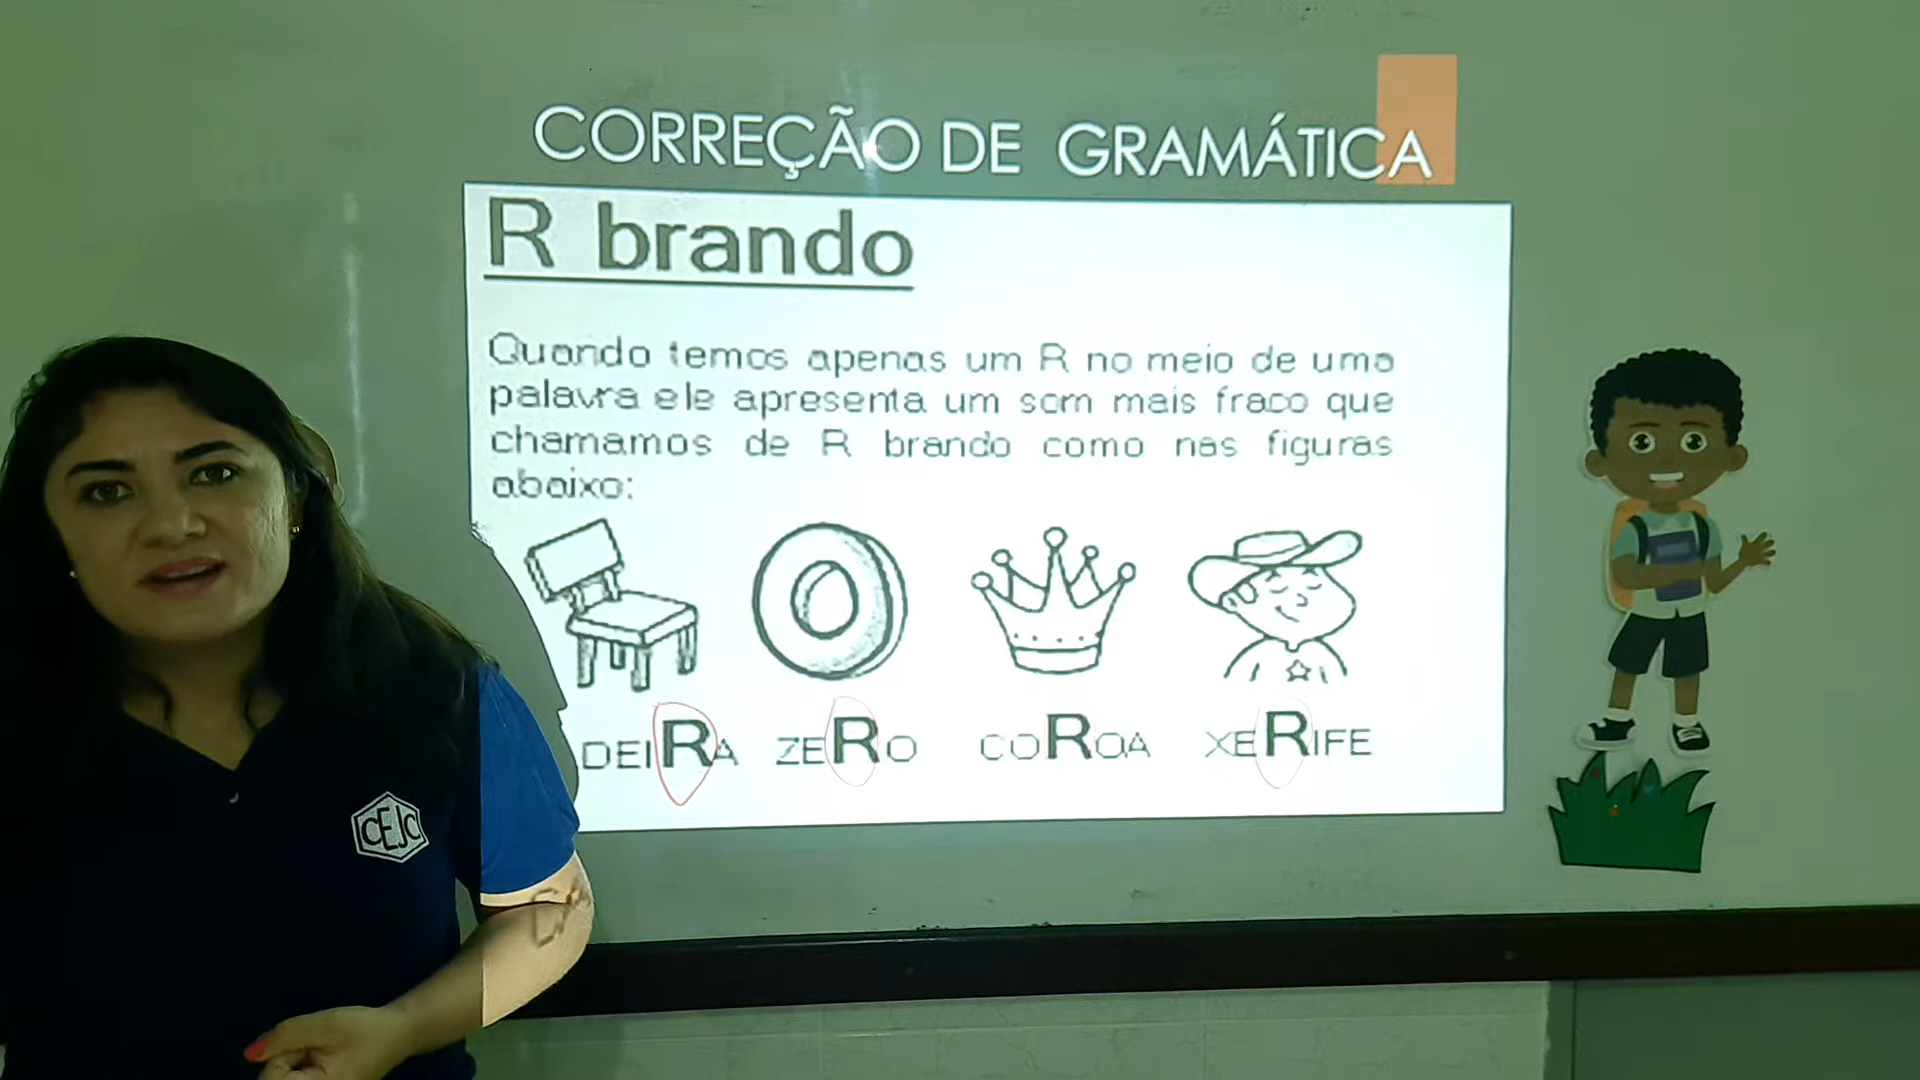 CORREÇÃO DE GRAMÁTICA
R brando
Quando temos apenas um R no meio de uma
palavra ele apresenta um som mais fraco que
chamamos de R brando como nas figuras
abaixo:
DEIRA ZERO COROA XERIFE
CEJC